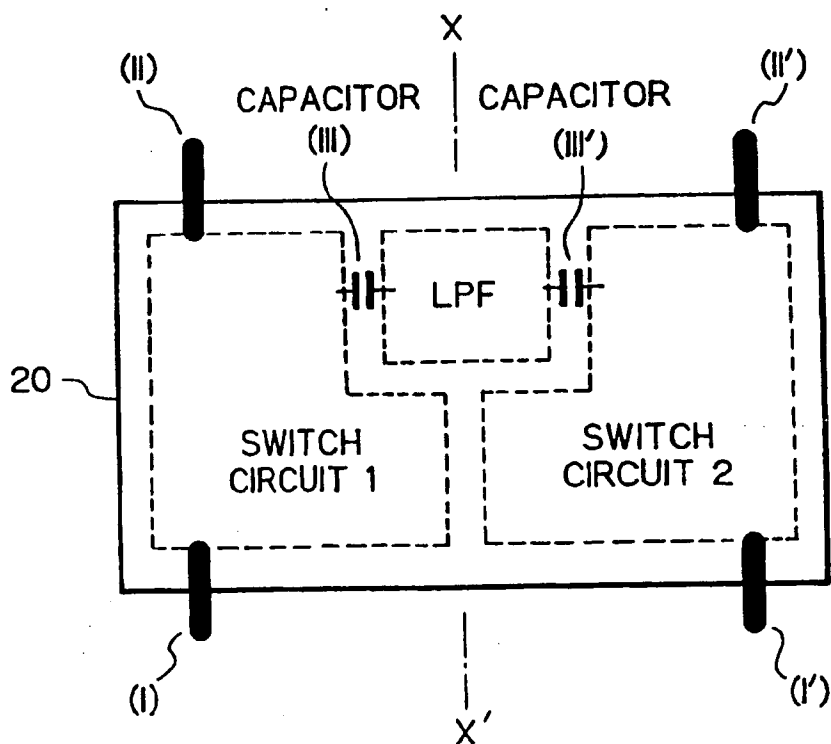 X
(II)
(II')
CAPACITOR
(III)
CAPACITOR
(III')
LPF
20
SWITCH
CIRCUIT 1
SWITCH
CIRCUIT 2
(I)
(I')
X'